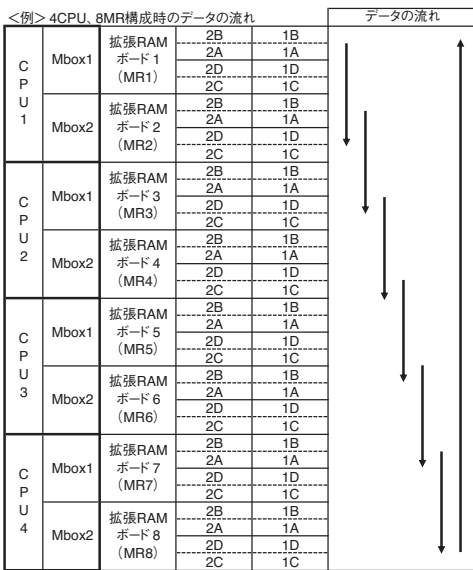 <例> 4CPU、8MR構成時のデータの流れ
データの流れ
CPU1
Mbox1
拡張RAM
ボード1
(MR1)
2B 1B
2A 1A
2D 1D
2C 1C
Mbox2
拡張RAM
ボード2
(MR2)
2B 1B
2A 1A
2D 1D
2C 1C
CPU2
Mbox1
拡張RAM
ボード3
(MR3)
2B 1B
2A 1A
2D 1D
2C 1C
Mbox2
拡張RAM
ボード4
(MR4)
2B 1B
2A 1A
2D 1D
2C 1C
CPU3
Mbox1
拡張RAM
ボード5
(MR5)
2B 1B
2A 1A
2D 1D
2C 1C
Mbox2
拡張RAM
ボード6
(MR6)
2B 1B
2A 1A
2D 1D
2C 1C
CPU4
Mbox1
拡張RAM
ボード7
(MR7)
2B 1B
2A 1A
2D 1D
2C 1C
Mbox2
拡張RAM
ボード8
(MR8)
2B 1B
2A 1A
2D 1D
2C 1C